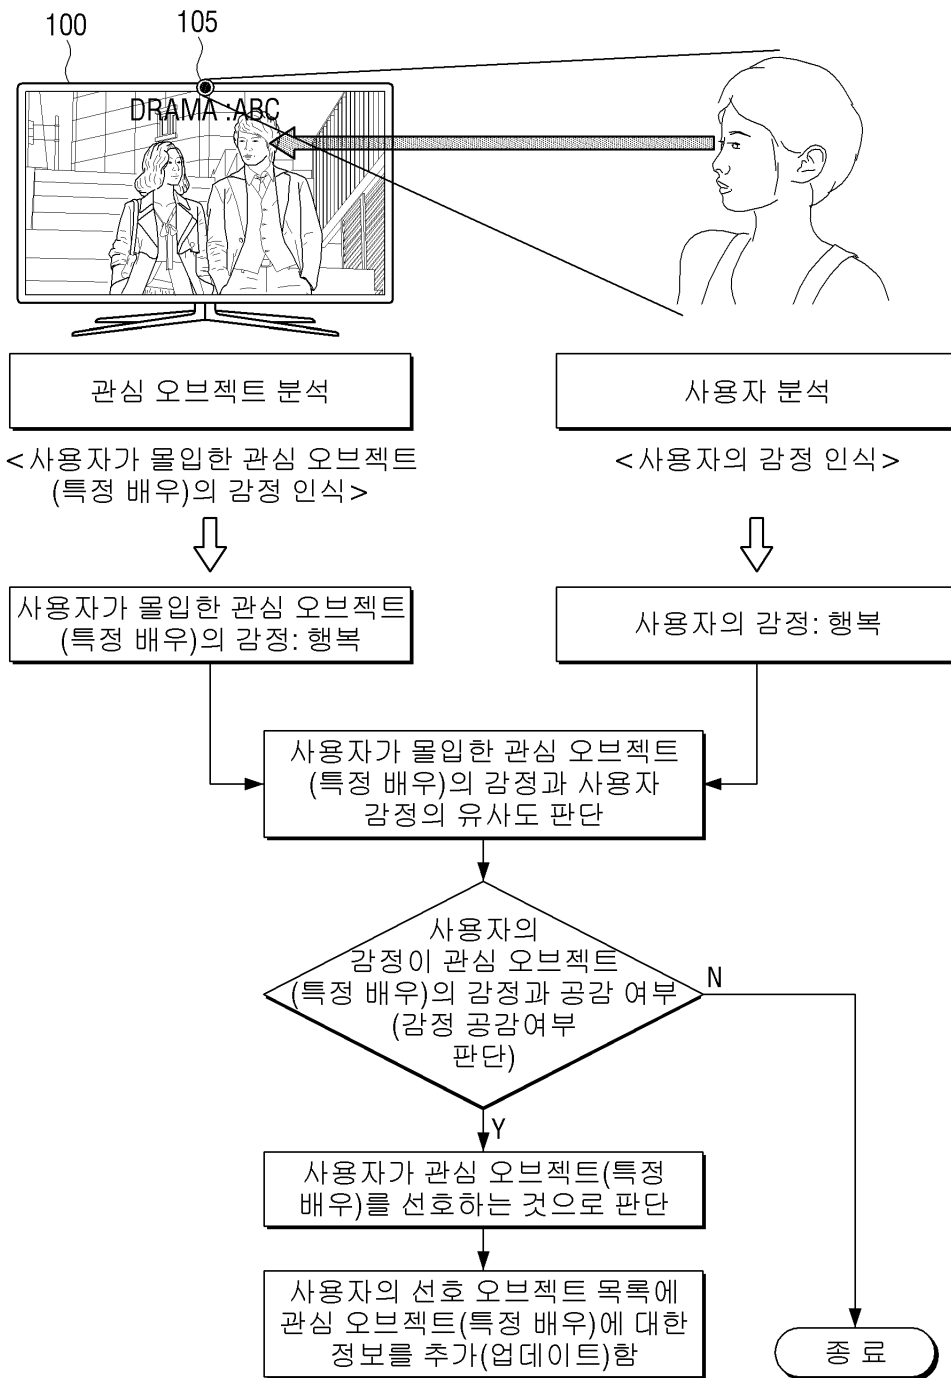 100
105
DRAMA :ABC
관심 오브젝트 분석
사용자 분석
<사용자가 몰입한 관심 오브젝트
(특정 배우)의 감정 인식>
<사용자의 감정 인식>
사용자가 몰입한 관심 오브젝트
(특정 배우)의 감정: 행복
사용자의 감정: 행복
사용자가 몰입한 관심 오브젝트
(특정 배우)의 감정과 사용자
감정의 유사도 판단
사용자의
감정이 관심 오브젝트
(특정 배우)의 감정과 공감 여부
(감정 공감여부
판단)
N
Y
사용자가 관심 오브젝트(특정
배우)를 선호하는 것으로 판단
사용자의 선호 오브젝트 목록에
관심 오브젝트(특정 배우)에 대한
정보를 추가(업데이트)함
종 료